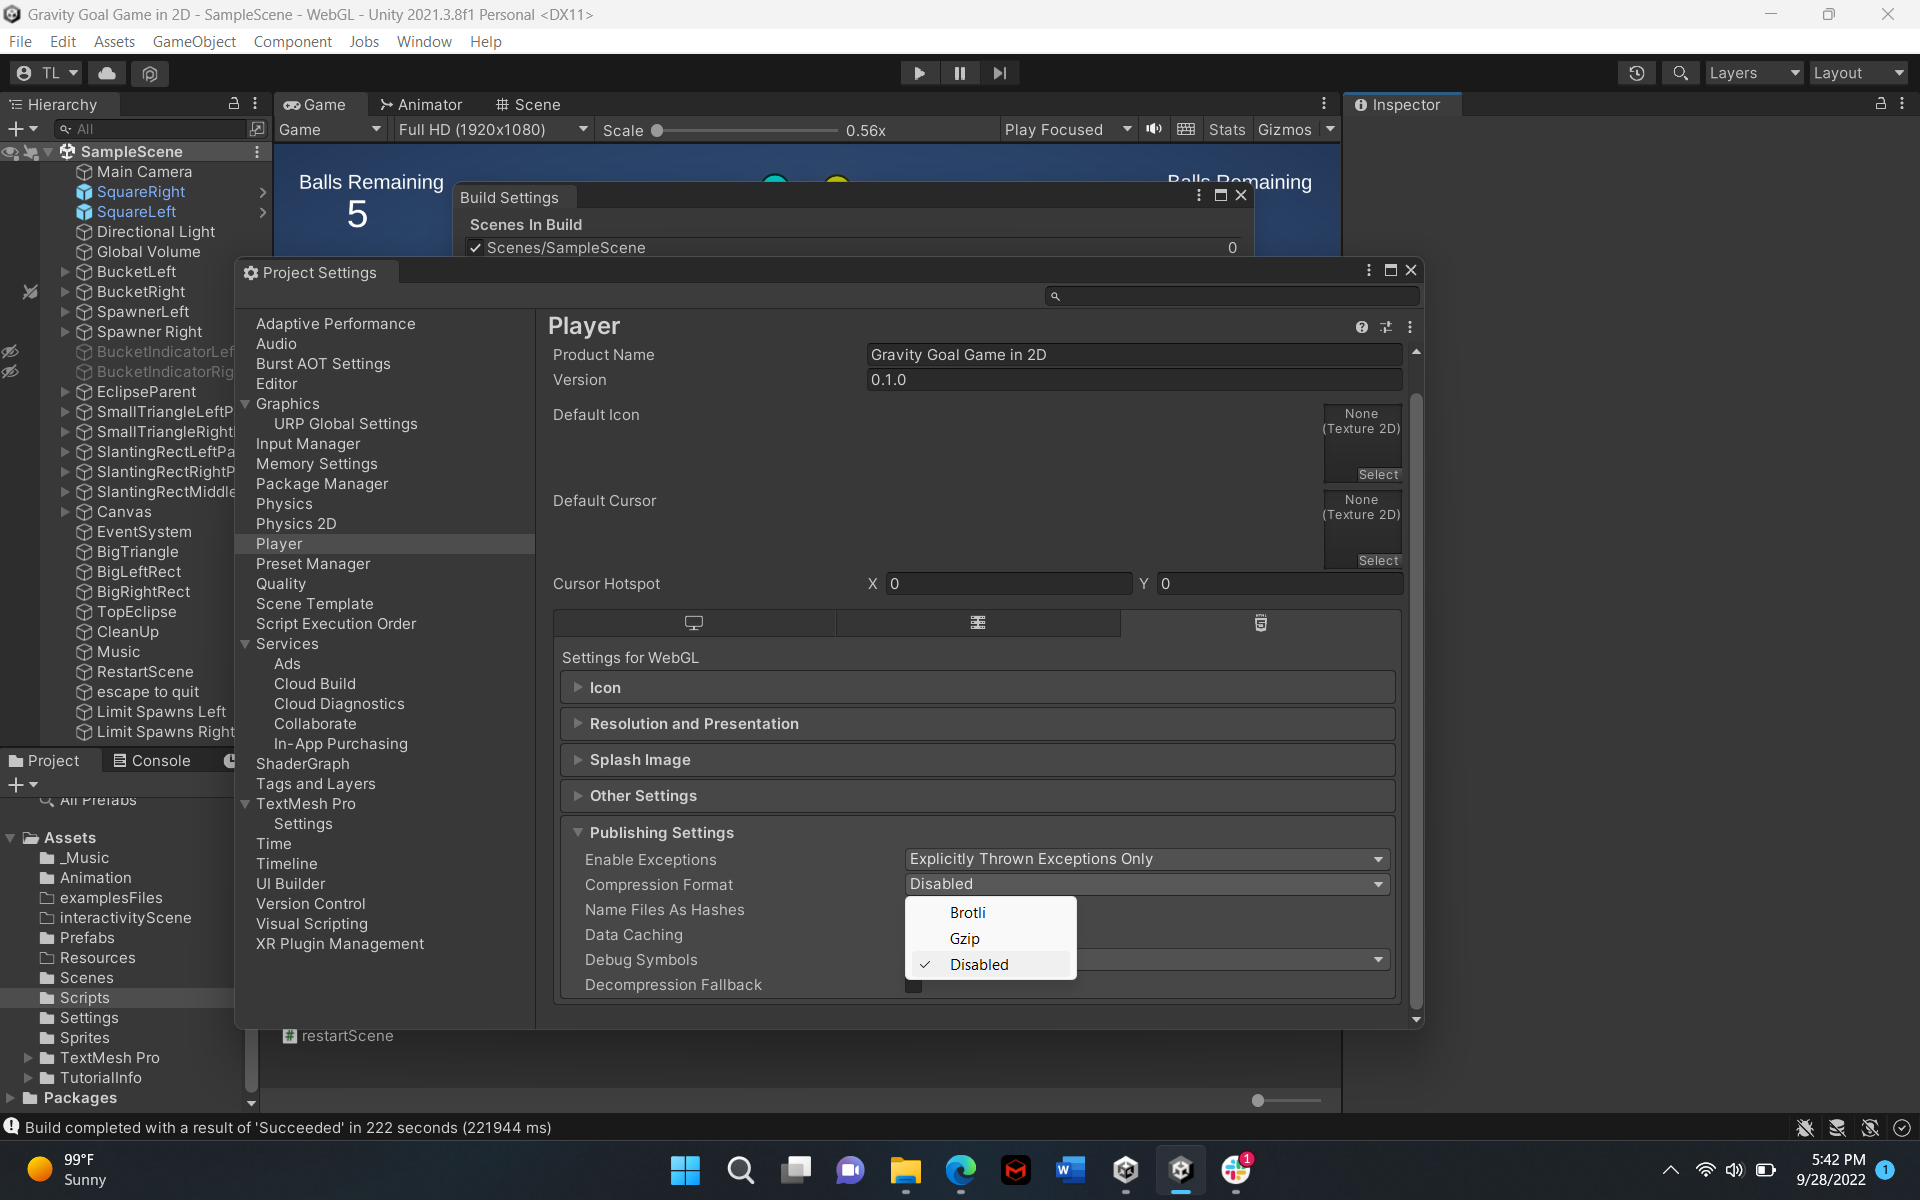 Gravity Goal Game in 2D - SampleScene - WebGL - Unity 2021.3.8f1 Personal <DX11>
File Edit Assets GameObject Component Jobs Window Help
TL
Layers
Layout
Hierarchy
All
SampleScene
Main Camera
SquareRight
SquareLeft
Directional Light
Global Volume
BucketLeft
BucketRight
SpawnerLeft
Spawner Right
BucketIndicatorLef
BucketIndicatorRig
EclipseParent
SmallTriangleLeftP
SmallTriangleRight
SlantingRectLeftPa
SlantingRectRightP
SlantingRectMiddle
Canvas
EventSystem
BigTriangle
BigLeftRect
BigRightRect
TopEclipse
CleanUp
Music
RestartScene
escape to quit
Limit Spawns Left
Limit Spawns Right
Game Animator Scene
Game Full HD (1920x1080) Scale 0.56x Play Focused Stats Gizmos
Balls Remaining
5
Balls Remaining
Inspector
Build Settings
Scenes In Build
Scenes/SampleScene 0
Project Settings
Adaptive Performance
Audio
Burst AOT Settings
Editor
Graphics
URP Global Settings
Input Manager
Memory Settings
Package Manager
Physics
Physics 2D
Player
Preset Manager
Quality
Scene Template
Script Execution Order
Services
Ads
Cloud Build
Cloud Diagnostics
Collaborate
In-App Purchasing
ShaderGraph
Tags and Layers
TextMesh Pro
Settings
Time
Timeline
UI Builder
Version Control
Visual Scripting
XR Plugin Management
Player
Product Name Gravity Goal Game in 2D
Version 0.1.0
Default Icon
None
(Texture 2D)
Select
Default Cursor
None
(Texture 2D)
Select
Cursor Hotspot X 0 Y 0
Settings for WebGL
Icon
Resolution and Presentation
Splash Image
Other Settings
Publishing Settings
Enable Exceptions Explicitly Thrown Exceptions Only
Compression Format Disabled
Name Files As Hashes
Data Caching
Debug Symbols
Decompression Fallback
Brotli
Gzip
Disabled
Project Console
All Prefabs
Assets
_Music
Animation
examplesFiles
interactivityScene
Prefabs
Resources
Scenes
Scripts
Settings
Sprites
TextMesh Pro
TutorialInfo
Packages
restartScene
Build completed with a result of 'Succeeded' in 222 seconds (221944 ms)
99°F
Sunny
1
5:42 PM
9/28/2022
1